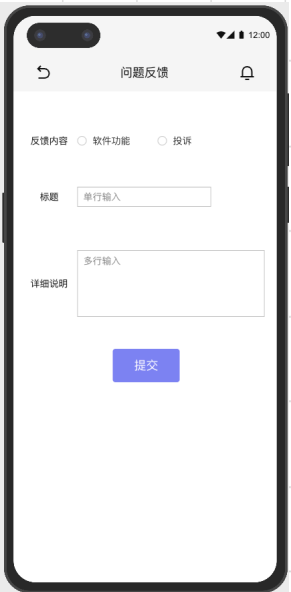 12:00
问题反馈
反馈内容 软件功能 投诉
标题 单行输入
多行输入
详细说明
提交